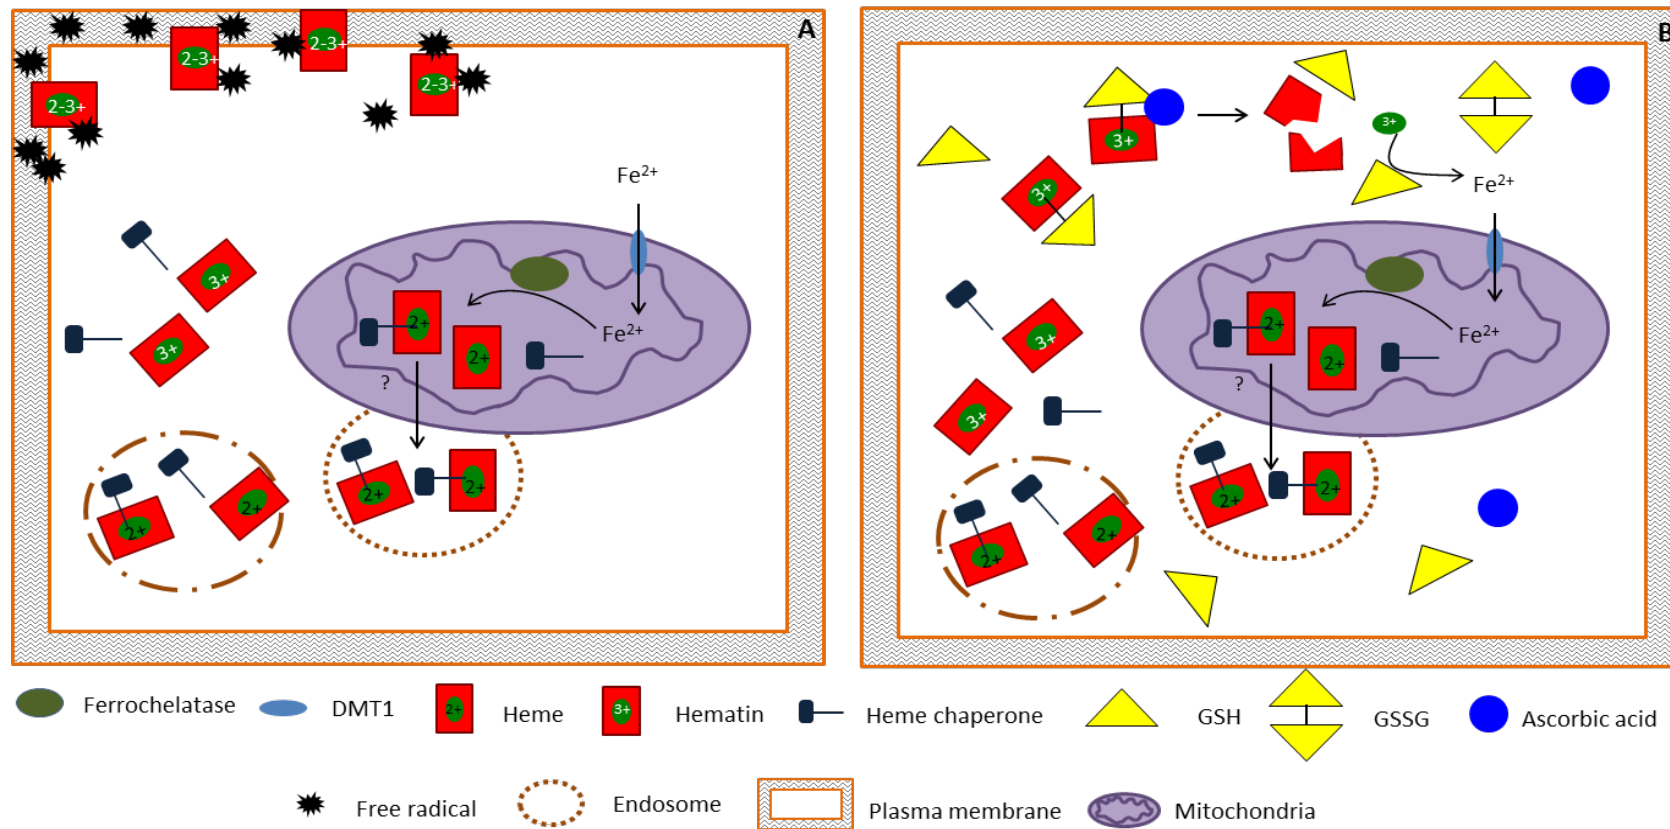 A
B
2-3+
2-3+
2-3+
2-3+
3+
3+
Fe2+
Fe2+
2+
2+
?
2+
2+
2+
2+
3+
3+
3+
Fe2+
3+
3+
Fe2+
2+
2+
?
2+
2+
2+
2+
Ferrochelatase
DMT1
2+
Heme
3+
Hematin
Heme chaperone
GSH
GSSG
Ascorbic acid
Free radical
Endosome
Plasma membrane
Mitochondria